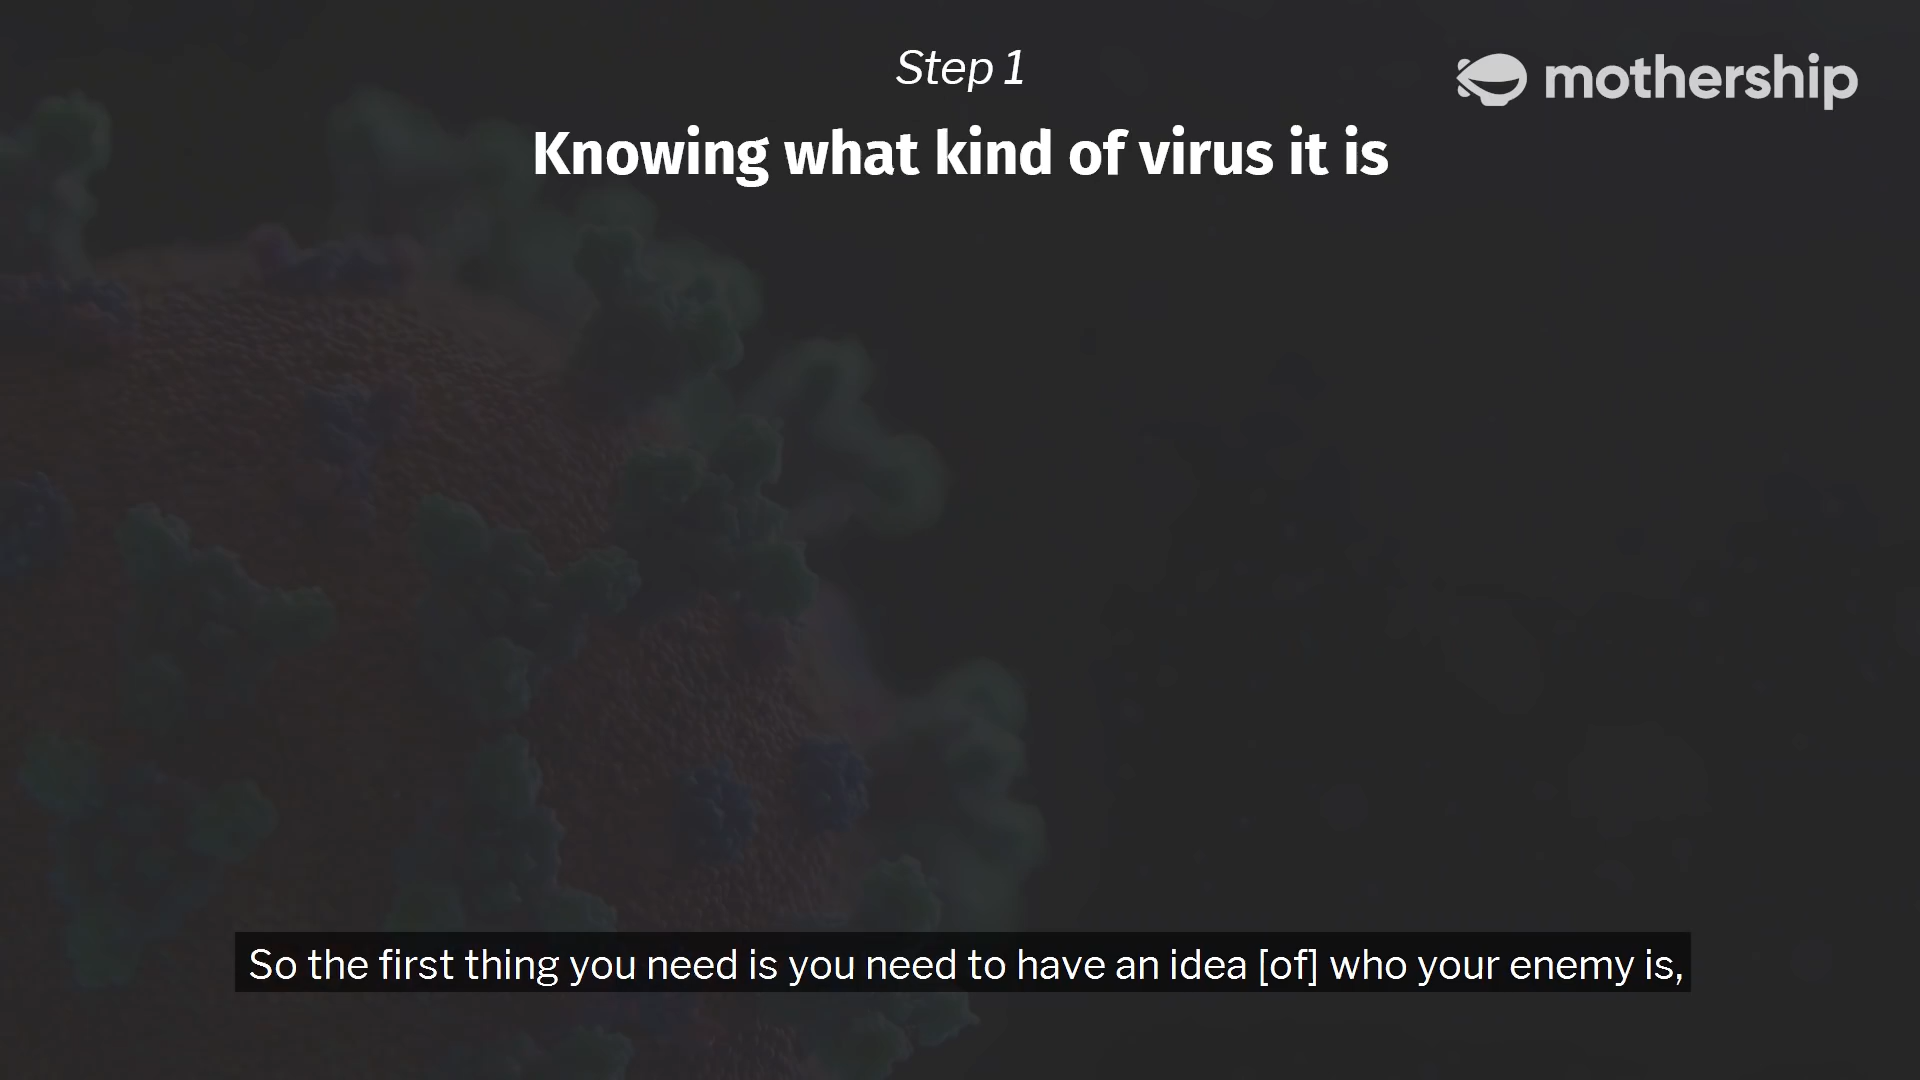 Step 1
mothership
Knowing what kind of virus it is
So the first thing you need is you need to have an idea [of] who your enemy is,